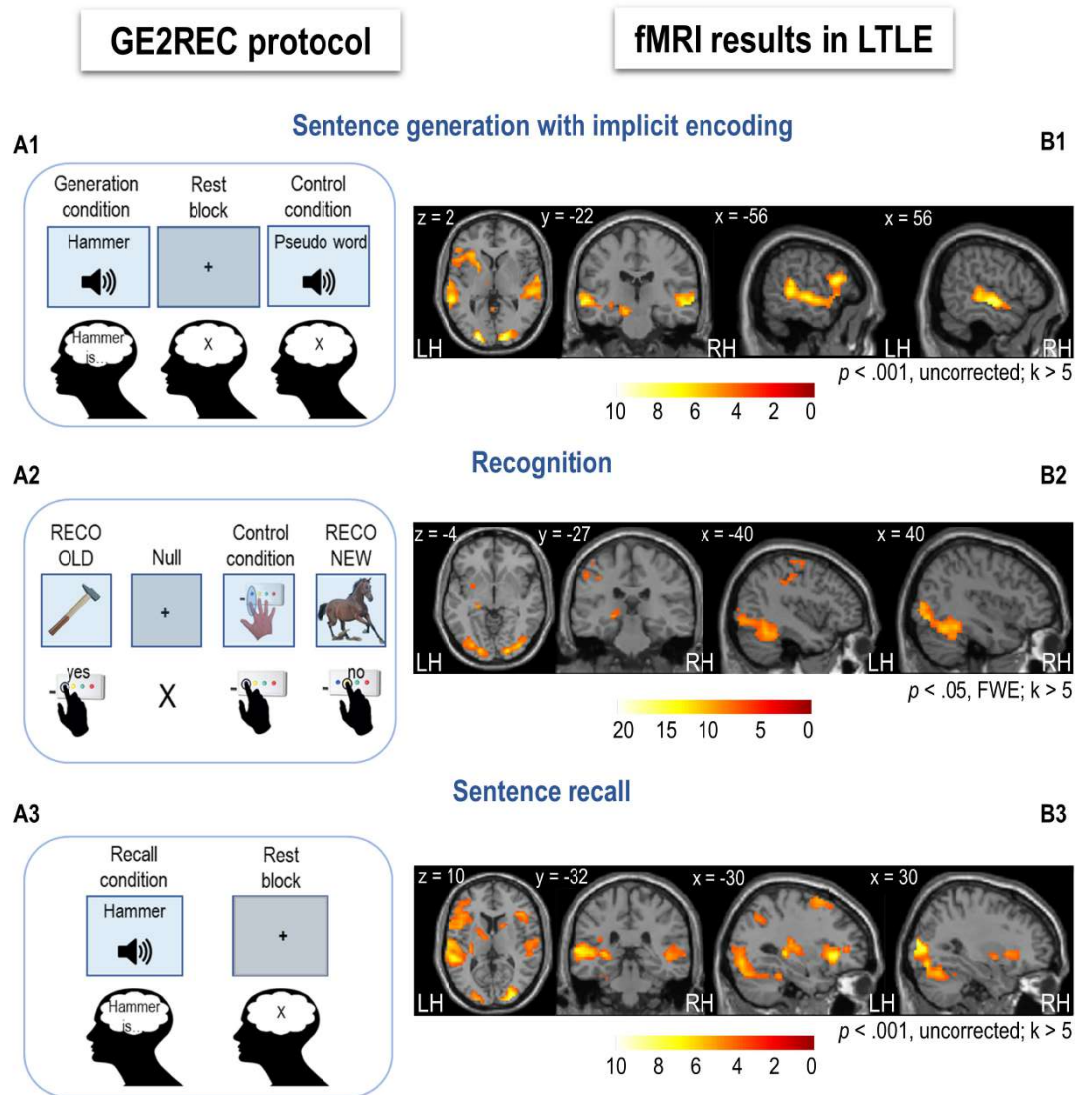 GE2REC protocol
fMRI results in LTLE
Sentence generation with implicit encoding
A1
B1
Generation
condition
Rest
block
Control
condition
Hammer
+
Pseudo word
Hammer
is...
X
X
z = 2
y = -22
x = -56
x = 56
LH
RH
LH
RH
p < .001, uncorrected; k > 5
10 8 6 4 2 0
Recognition
A2
B2
RECO
OLD
Null
Control
condition
RECO
NEW
+
-
yes
-
X
-
no
-
z = -4
y = -27
x = -40
x = 40
LH
RH
LH
RH
p < .05, FWE; k > 5
20 15 10 5 0
Sentence recall
A3
B3
Recall
condition
Rest
block
Hammer
+
Hammer
is...
X
z = 10
y = -32
x = -30
x = 30
LH
RH
LH
RH
p < .001, uncorrected; k > 5
10 8 6 4 2 0